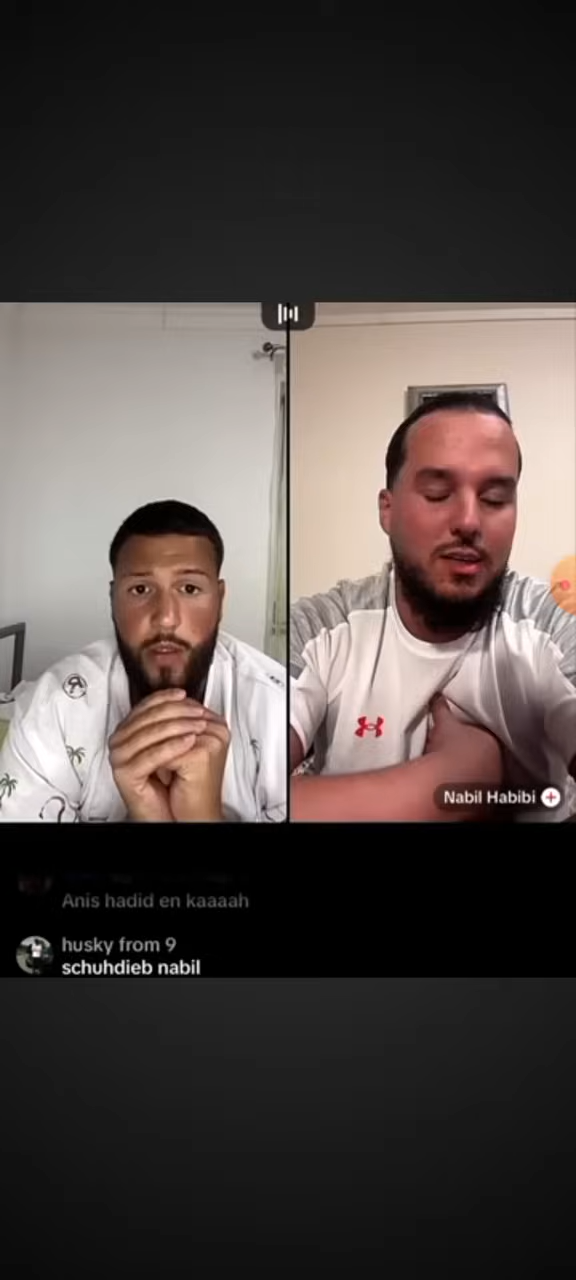 Nabil Habibi
Anis hadid en kaaaah
husky from 9
schuhdieb nabil